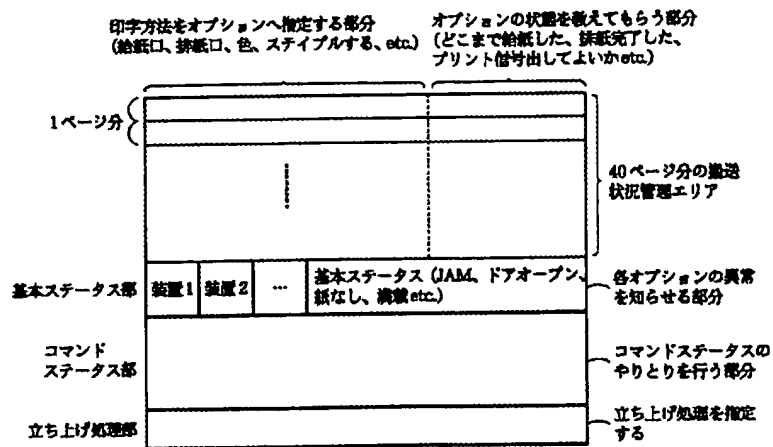 印字方法をオプションへ指定する部分
(給紙口、排紙口、色、ステイプルする、etc.)
オプションの状態を教えてもらう部分
(どこまで給紙した、排紙完了した、
プリント信号出してよいかetc.)
1ページ分
40ページ分の搬送
状況管理エリア
基本ステータス部
装置1
装置2
…
基本ステータス(JAM、ドアオープン、
紙なし、満載etc.)
各オプションの異常
を知らせる部分
コマンド
ステータス部
コマンドステータスの
やりとりを行う部分
立ち上げ処理部
立ち上げ処理を指定
する